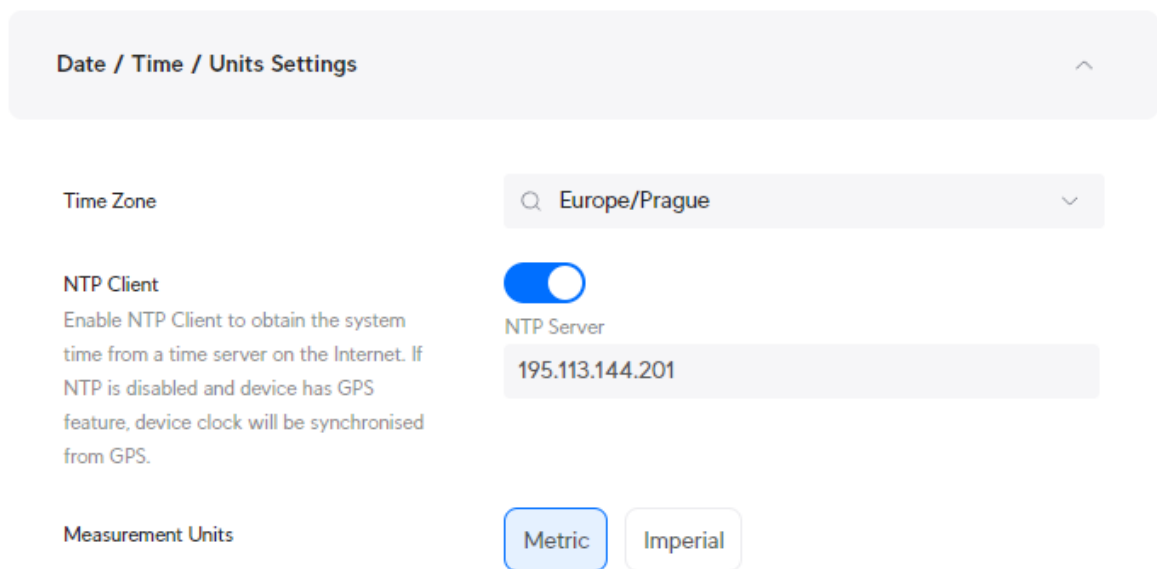 Date / Time / Units Settings
Time Zone
Europe/Prague
NTP Client
Enable NTP Client to obtain the system
time from a time server on the Internet. If
NTP is disabled and device has GPS
feature, device clock will be synchronised
from GPS.
NTP Server
195.113.144.201
Measurement Units
Metric
Imperial